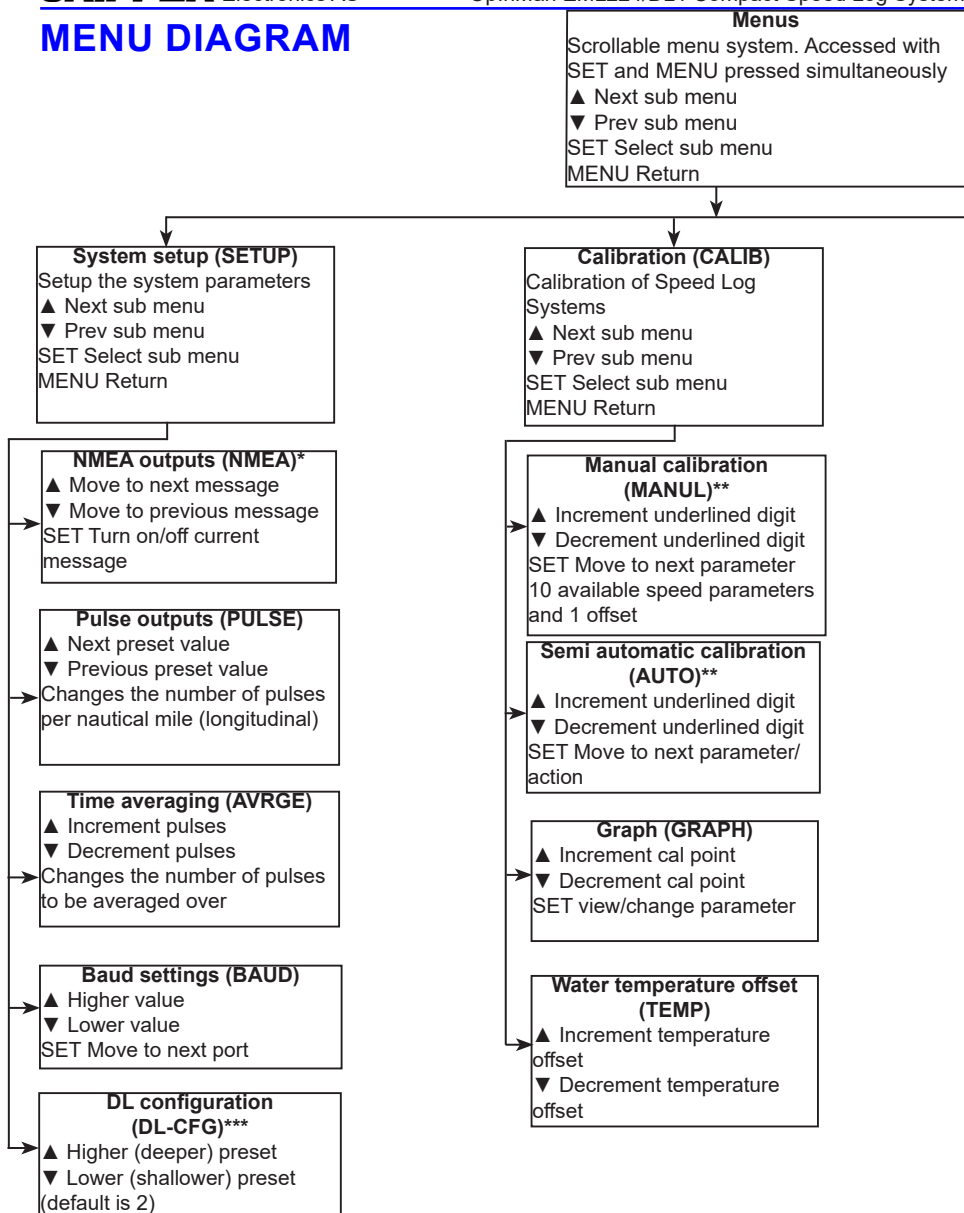 MENU DIAGRAM
Menus
Scrollable menu system. Accessed with
SET and MENU pressed simultaneously
▲ Next sub menu
▼ Prev sub menu
SET Select sub menu
MENU Return
System setup (SETUP)
Setup the system parameters
▲ Next sub menu
▼ Prev sub menu
SET Select sub menu
MENU Return
NMEA outputs (NMEA)*
▲ Move to next message
▼ Move to previous message
SET Turn on/off current
message
Pulse outputs (PULSE)
▲ Next preset value
▼ Previous preset value
Changes the number of pulses
per nautical mile (longitudinal)
Time averaging (AVRGE)
▲ Increment pulses
▼ Decrement pulses
Changes the number of pulses
to be averaged over
Baud settings (BAUD)
▲ Higher value
▼ Lower value
SET Move to next port
DL configuration
(DL-CFG)***
▲ Higher (deeper) preset
▼ Lower (shallower) preset
(default is 2)
Calibration (CALIB)
Calibration of Speed Log
Systems
▲ Next sub menu
▼ Prev sub menu
SET Select sub menu
MENU Return
Manual calibration
(MANUL)**
▲ Increment underlined digit
▼ Decrement underlined digit
SET Move to next parameter
10 available speed parameters
and 1 offset
Semi automatic calibration
(AUTO)**
▲ Increment underlined digit
▼ Decrement underlined digit
SET Move to next parameter/
action
Graph (GRAPH)
▲ Increment cal point
▼ Decrement cal point
SET view/change parameter
Water temperature offset
(TEMP)
▲ Increment temperature
offset
▼ Decrement temperature
offset